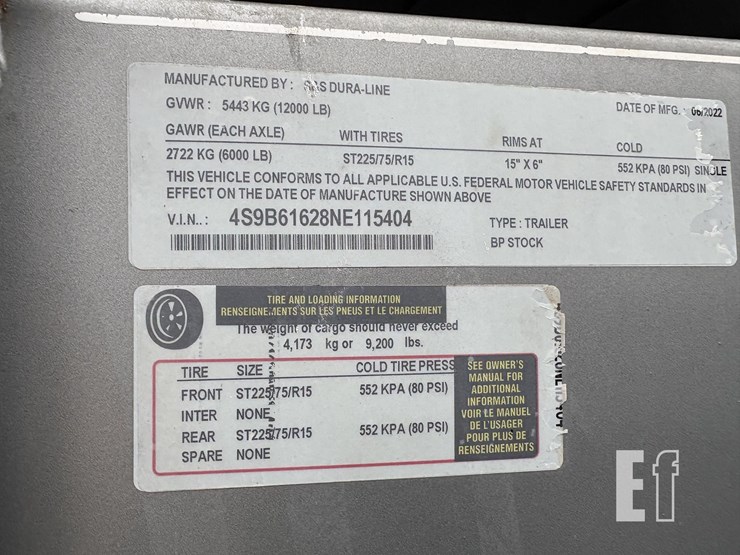 MANUFACTURED BY: S&S DURA-LINE
GVWR: 5443 KG (12000 LB) DATE OF MFG. 06/2022
GAWR (EACH AXLE) WITH TIRES RIMS AT COLD
2722 KG (6000 LB) ST225/75/R15 15" X 6" 552 KPA (80 PSI) SINGLE
THIS VEHICLE CONFORMS TO ALL APPLICABLE U.S. FEDERAL MOTOR VEHICLE SAFETY STANDARDS IN
EFFECT ON THE DATE OF MANUFACTURE SHOWN ABOVE
V.I.N.: 4S9B61628NE115404 TYPE: TRAILER
BP STOCK
TIRE AND LOADING INFORMATION
RENSEIGNEMENTS SUR LES PNEUS ET LE CHARGEMENT
The weight of cargo should never exceed
4,173 kg or 9,200 lbs.
TIRE SIZE COLD TIRE PRESS
FRONT ST225/75/R15 552 KPA (80 PSI)
INTER NONE
REAR ST225/75/R15 552 KPA (80 PSI)
SPARE NONE
SEE OWNER'S
MANUAL FOR
ADDITIONAL
INFORMATION
VOIR LE MANUEL
DE L'USAGER
POUR PLUS DE
RENSEIGNEMENTS
Ef